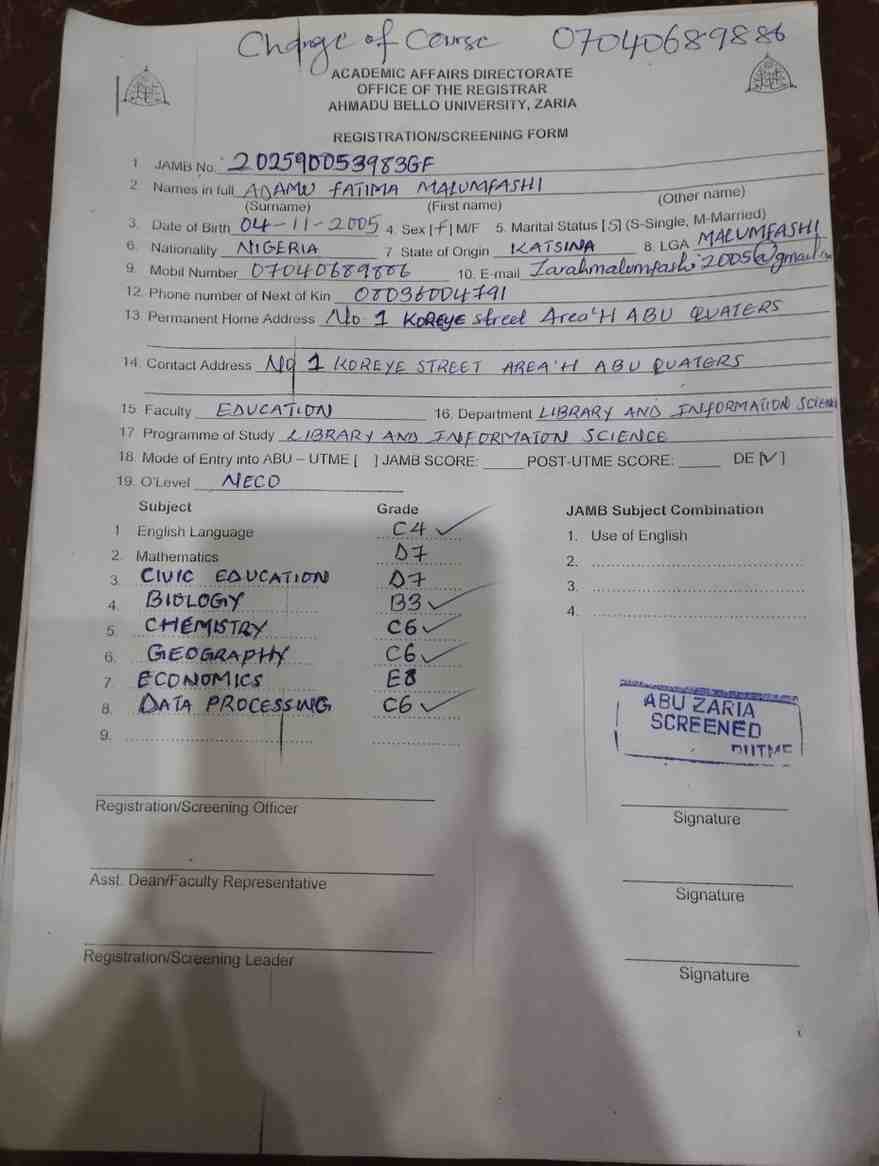 Change of Course 07040689886
ACADEMIC AFFAIRS DIRECTORATE
OFFICE OF THE REGISTRAR
AHMADU BELLO UNIVERSITY, ZARIA
REGISTRATION/SCREENING FORM
1 JAMB No. 202590053983GF
2. Names in full ADAMU FATIMA MALUMFASHI
(Surname) (First name) (Other name)
3. Date of Birth 04-11-2005 4. Sex [F] M/F 5. Marital Status [S] (S-Single, M-Married)
6. Nationality NIGERIA 7 State of Origin KATSINA 8. LGA MALUMFASHI
9. Mobil Number 07040689886 10. E-mail Zarahmalumfashi2005@gmail.
12. Phone number of Next of Kin 08036004791
13. Permanent Home Address No 1 KOREYE street Area'H ABU QUATERS
14. Contact Address NO 1 KOREYE STREET AREA'H ABU QUATERS
15. Faculty EDUCATION 16. Department LIBRARY AND INFORMATION SCIENCE
17 Programme of Study LIBRARY AND INFORMATON SCIENCE
18. Mode of Entry into ABU – UTME [ ] JAMB SCORE: POST-UTME SCORE: DE [✓]
19. O'Level NECO
Subject Grade JAMB Subject Combination
1 English Language C4 ✓ 1. Use of English
2. Mathematics D7 2.
3. CIVIC EDUCATION D7 3.
4. BIOLOGY B3 ✓ 4.
5. CHEMISTRY C6 ✓
6. GEOGRAPHY C6 ✓
7. ECONOMICS E8
8. DATA PROCESSING C6 ✓
9.
ABU ZARIA
SCREENED
PUTME
Registration/Screening Officer Signature
Asst. Dean/Faculty Representative Signature
Registration/Screening Leader Signature